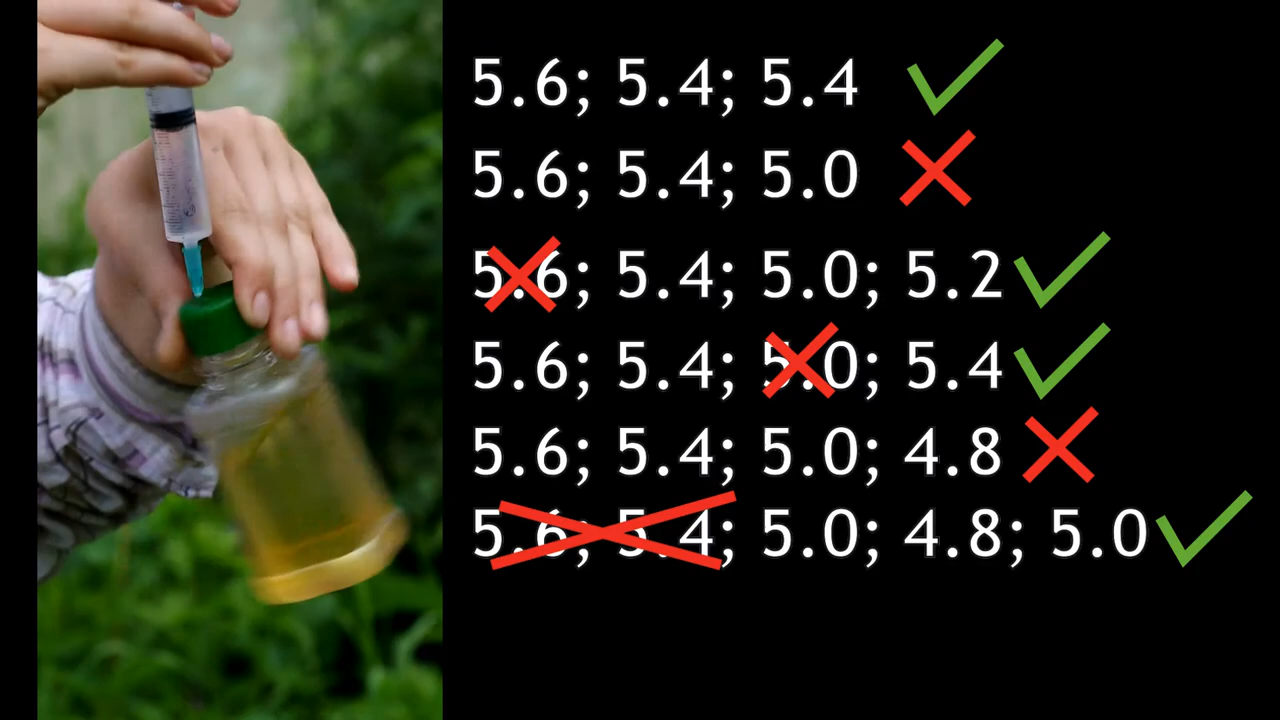 5.6; 5.4; 5.4
5.6; 5.4; 5.0
5.6; 5.4; 5.0; 5.2
5.6; 5.4; 5.0; 5.4
5.6; 5.4; 5.0; 4.8
5.6; 5.4; 5.0; 4.8; 5.0